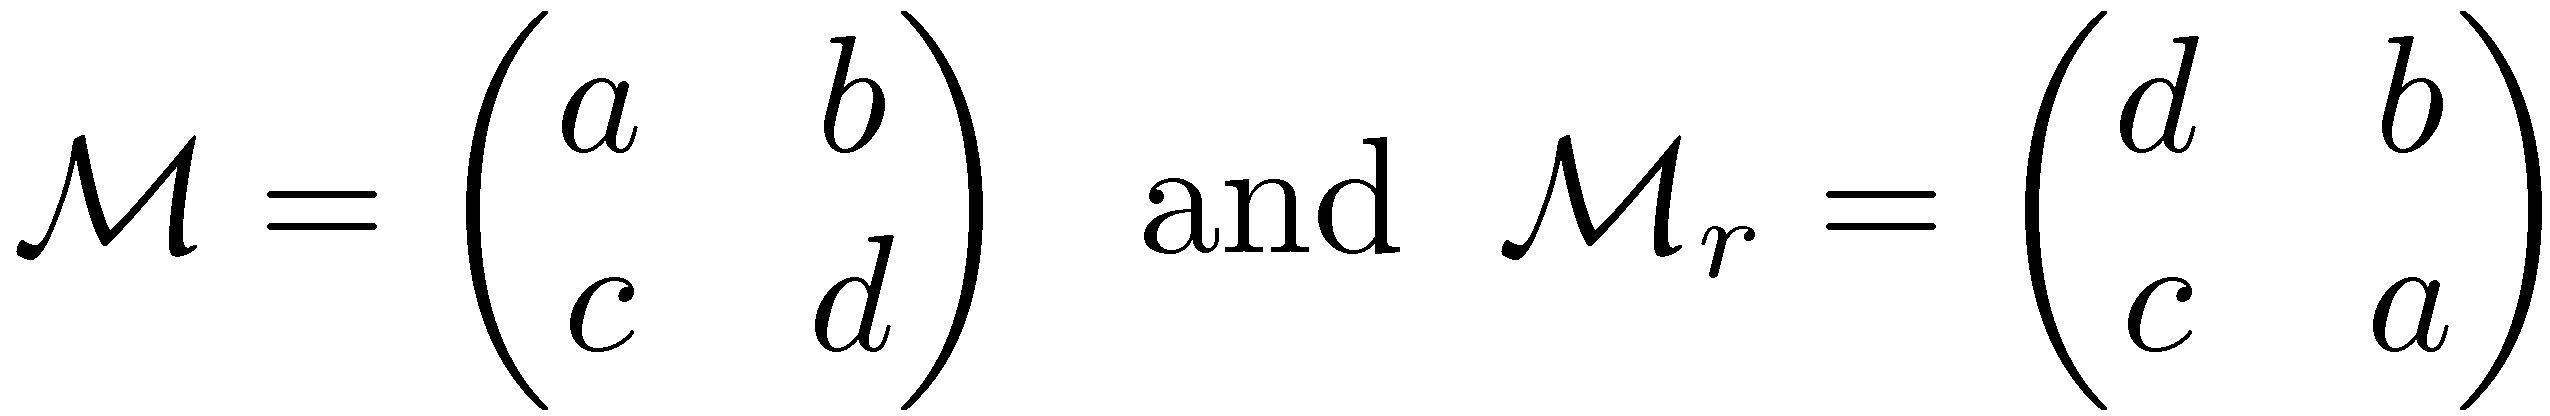 ℳ = ( a b ; c d ) and ℳ_r = ( d b ; c a )